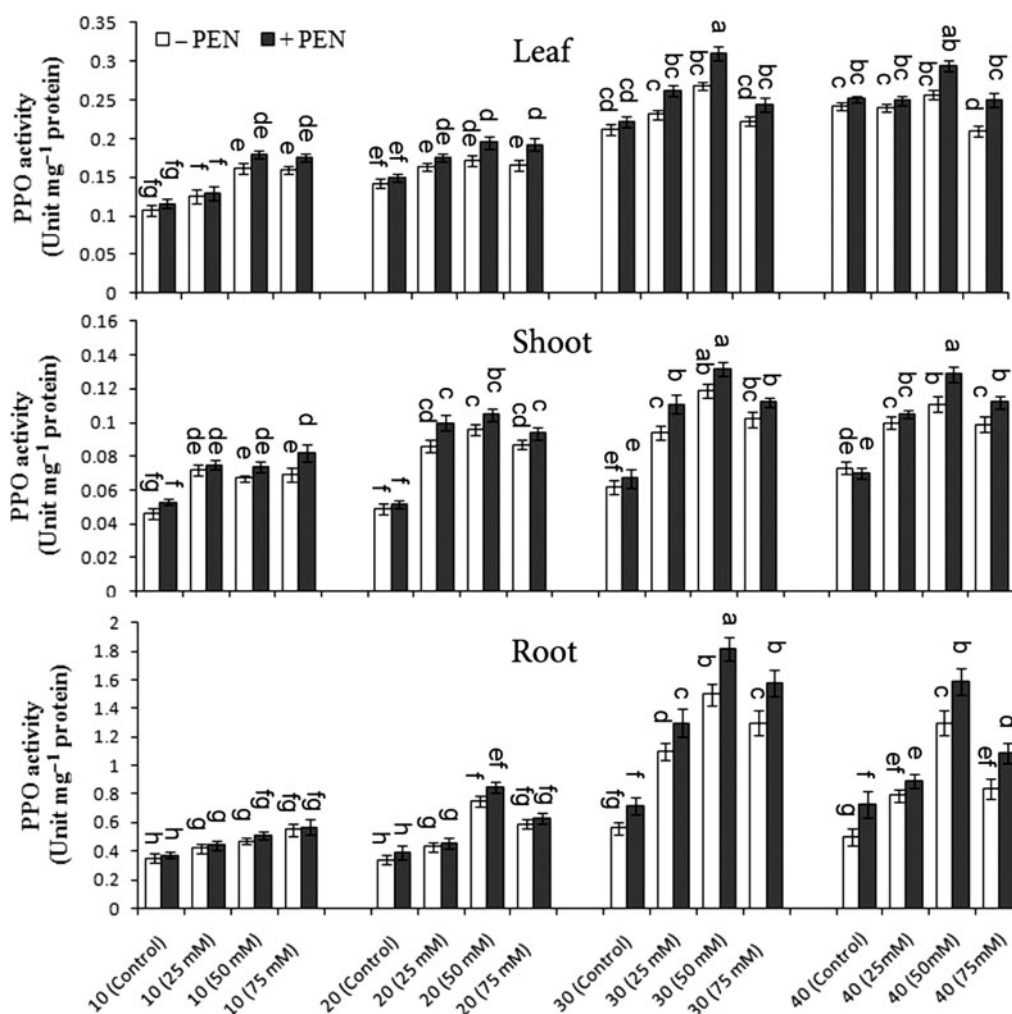 – PEN + PEN
Leaf
PPO activity
(Unit mg⁻¹ protein)
0.35
0.3
0.25
0.2
0.15
0.1
0.05
0
fg fg f f e de e de ef ef e de de d e d cd cd c bc bc a cd bc c bc c bc bc ab d bc
Shoot
PPO activity
(Unit mg⁻¹ protein)
0.16
0.14
0.12
0.1
0.08
0.06
0.04
0.02
0
fg f de de e de e d f f cd c c bc cd c ef e c b ab a bc b de e c bc b a c b
Root
PPO activity
(Unit mg⁻¹ protein)
2
1.8
1.6
1.4
1.2
1
0.8
0.6
0.4
0.2
0
h h g g g fg fg fg h h g g f ef fg fg fg f d c b a c b g f ef e c b ef d
10 (Control) 10 (25 mM) 10 (50 mM) 10 (75 mM) 20 (Control) 20 (25 mM) 20 (50 mM) 20 (75 mM) 30 (Control) 30 (25 mM) 30 (50 mM) 30 (75 mM) 40 (Control) 40 (25mM) 40 (50mM) 40 (75mM)